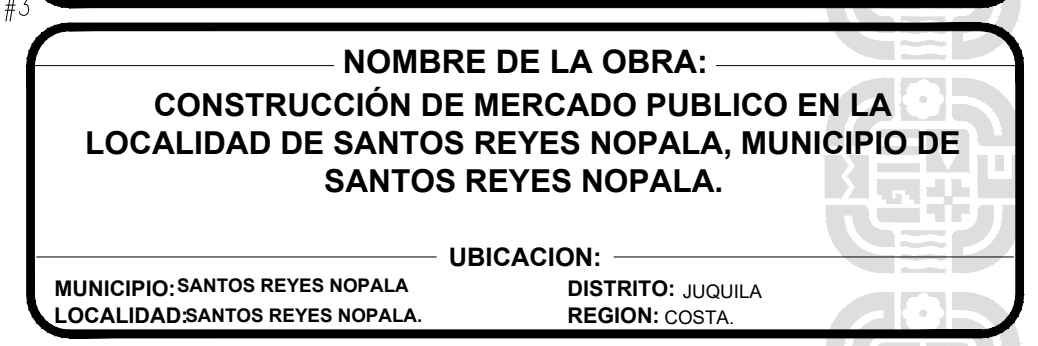 #3
NOMBRE DE LA OBRA:
CONSTRUCCIÓN DE MERCADO PUBLICO EN LA
LOCALIDAD DE SANTOS REYES NOPALA, MUNICIPIO DE
SANTOS REYES NOPALA.
UBICACION:
MUNICIPIO: SANTOS REYES NOPALA DISTRITO: JUQUILA
LOCALIDAD: SANTOS REYES NOPALA. REGION: COSTA.